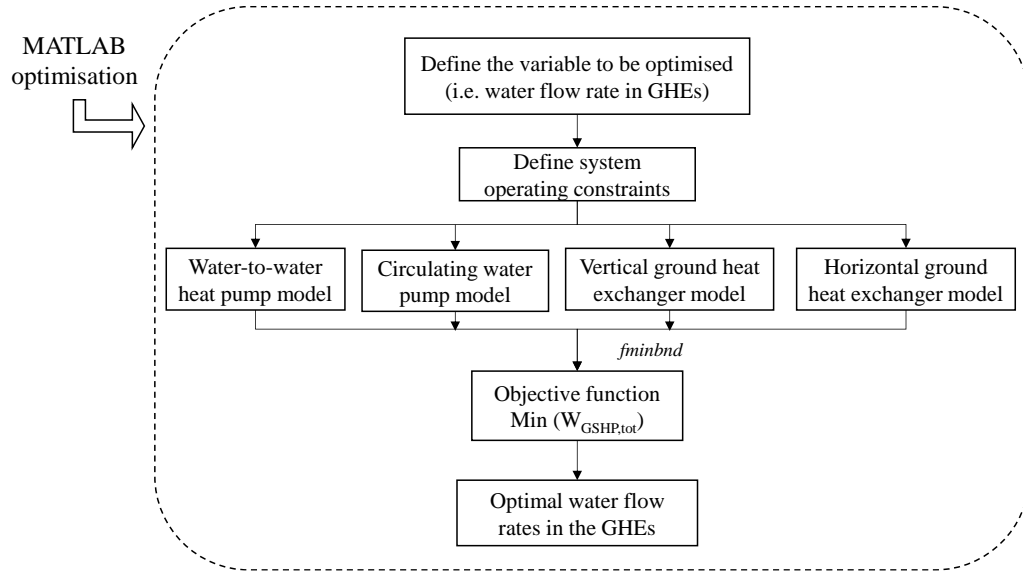 MATLAB
optimisation
Define the variable to be optimised
(i.e. water flow rate in GHEs)
Define system
operating constraints
Water-to-water
heat pump model
Circulating water
pump model
Vertical ground heat
exchanger model
Horizontal ground
heat exchanger model
fminbnd
Objective function
Min (W_GSHP,tot)
Optimal water flow
rates in the GHEs